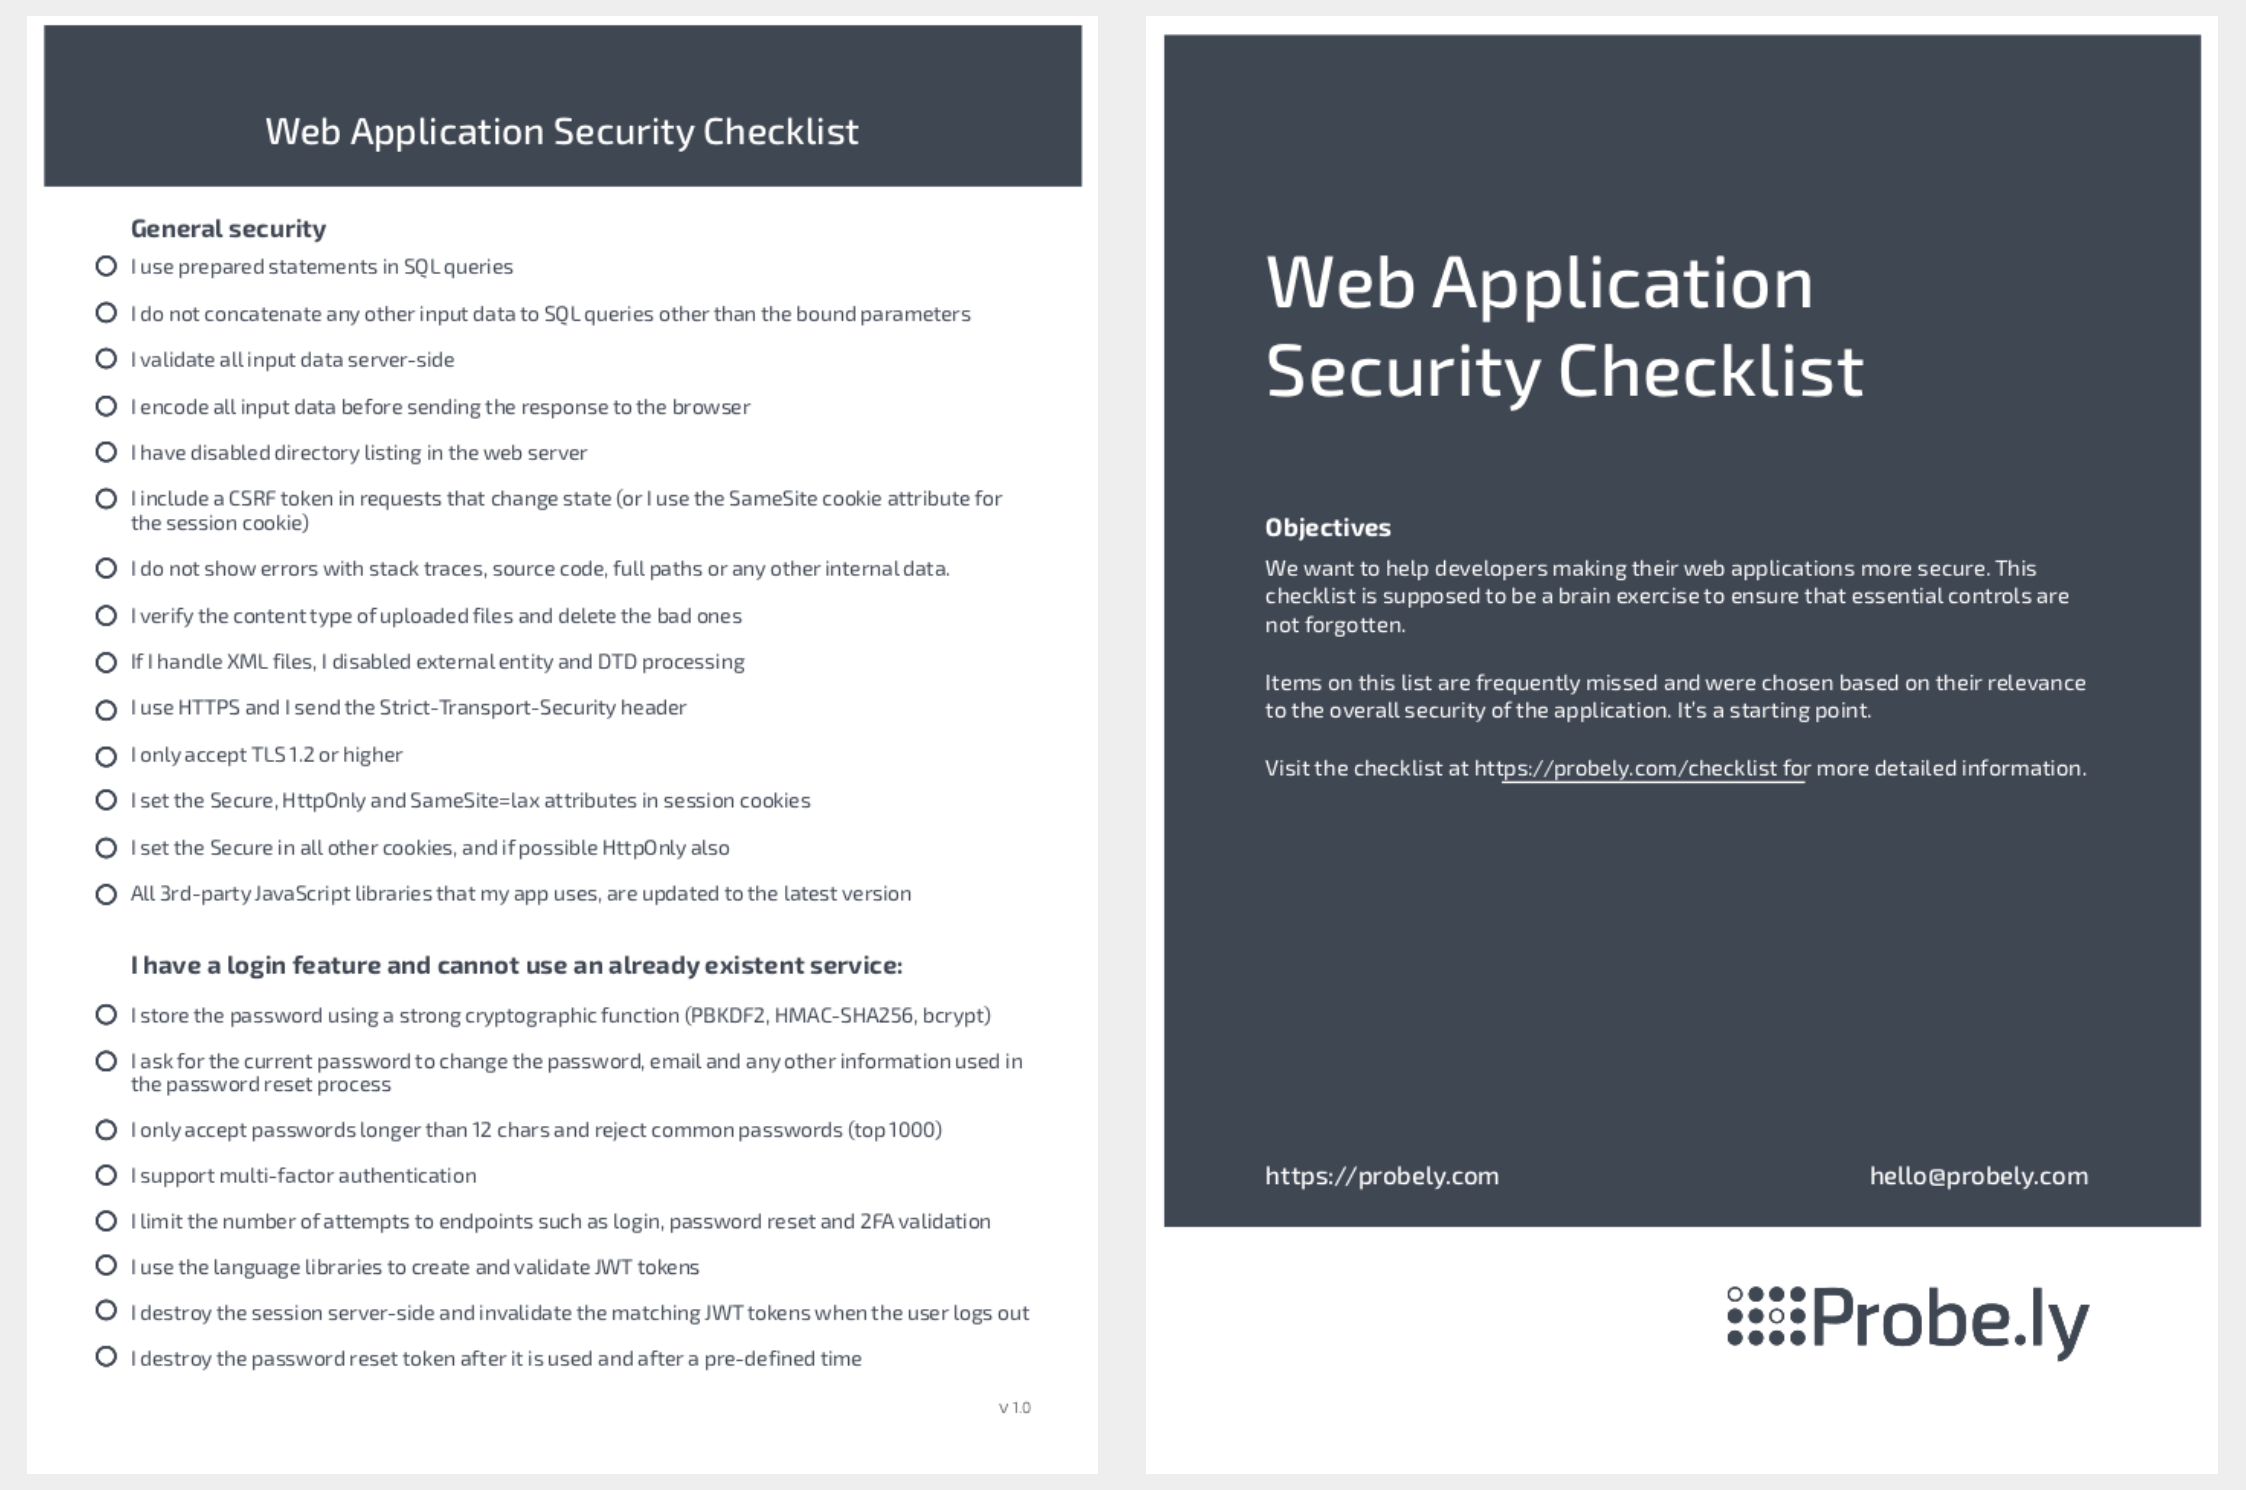 Web Application Security Checklist
General security
I use prepared statements in SQL queries
I do not concatenate any other input data to SQL queries other than the bound parameters
I validate all input data server-side
I encode all input data before sending the response to the browser
I have disabled directory listing in the web server
I include a CSRF token in requests that change state (or I use the SameSite cookie attribute for
the session cookie)
I do not show errors with stack traces, source code, full paths or any other internal data.
I verify the content type of uploaded files and delete the bad ones
If I handle XML files, I disabled external entity and DTD processing
I use HTTPS and I send the Strict-Transport-Security header
I only accept TLS 1.2 or higher
I set the Secure, HttpOnly and SameSite=lax attributes in session cookies
I set the Secure in all other cookies, and if possible HttpOnly also
All 3rd-party JavaScript libraries that my app uses, are updated to the latest version
I have a login feature and cannot use an already existent service:
I store the password using a strong cryptographic function (PBKDF2, HMAC-SHA256, bcrypt)
I ask for the current password to change the password, email and any other information used in
the password reset process
I only accept passwords longer than 12 chars and reject common passwords (top 1000)
I support multi-factor authentication
I limit the number of attempts to endpoints such as login, password reset and 2FA validation
I use the language libraries to create and validate JWT tokens
I destroy the session server-side and invalidate the matching JWT tokens when the user logs out
I destroy the password reset token after it is used and after a pre-defined time
v 1.0
Web Application
Security Checklist
Objectives
We want to help developers making their web applications more secure. This
checklist is supposed to be a brain exercise to ensure that essential controls are
not forgotten.
Items on this list are frequently missed and were chosen based on their relevance
to the overall security of the application. It's a starting point.
Visit the checklist at https://probely.com/checklist for more detailed information.
https://probely.com
hello@probely.com
Probe.ly